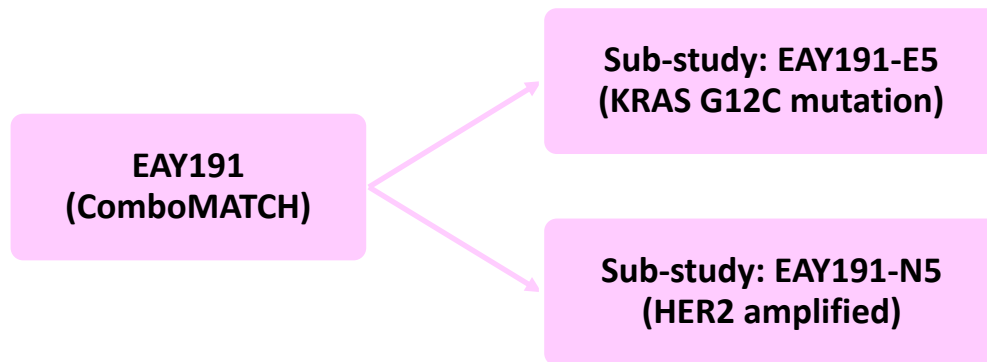 EAY191
(ComboMATCH)
Sub-study: EAY191-E5
(KRAS G12C mutation)
Sub-study: EAY191-N5
(HER2 amplified)